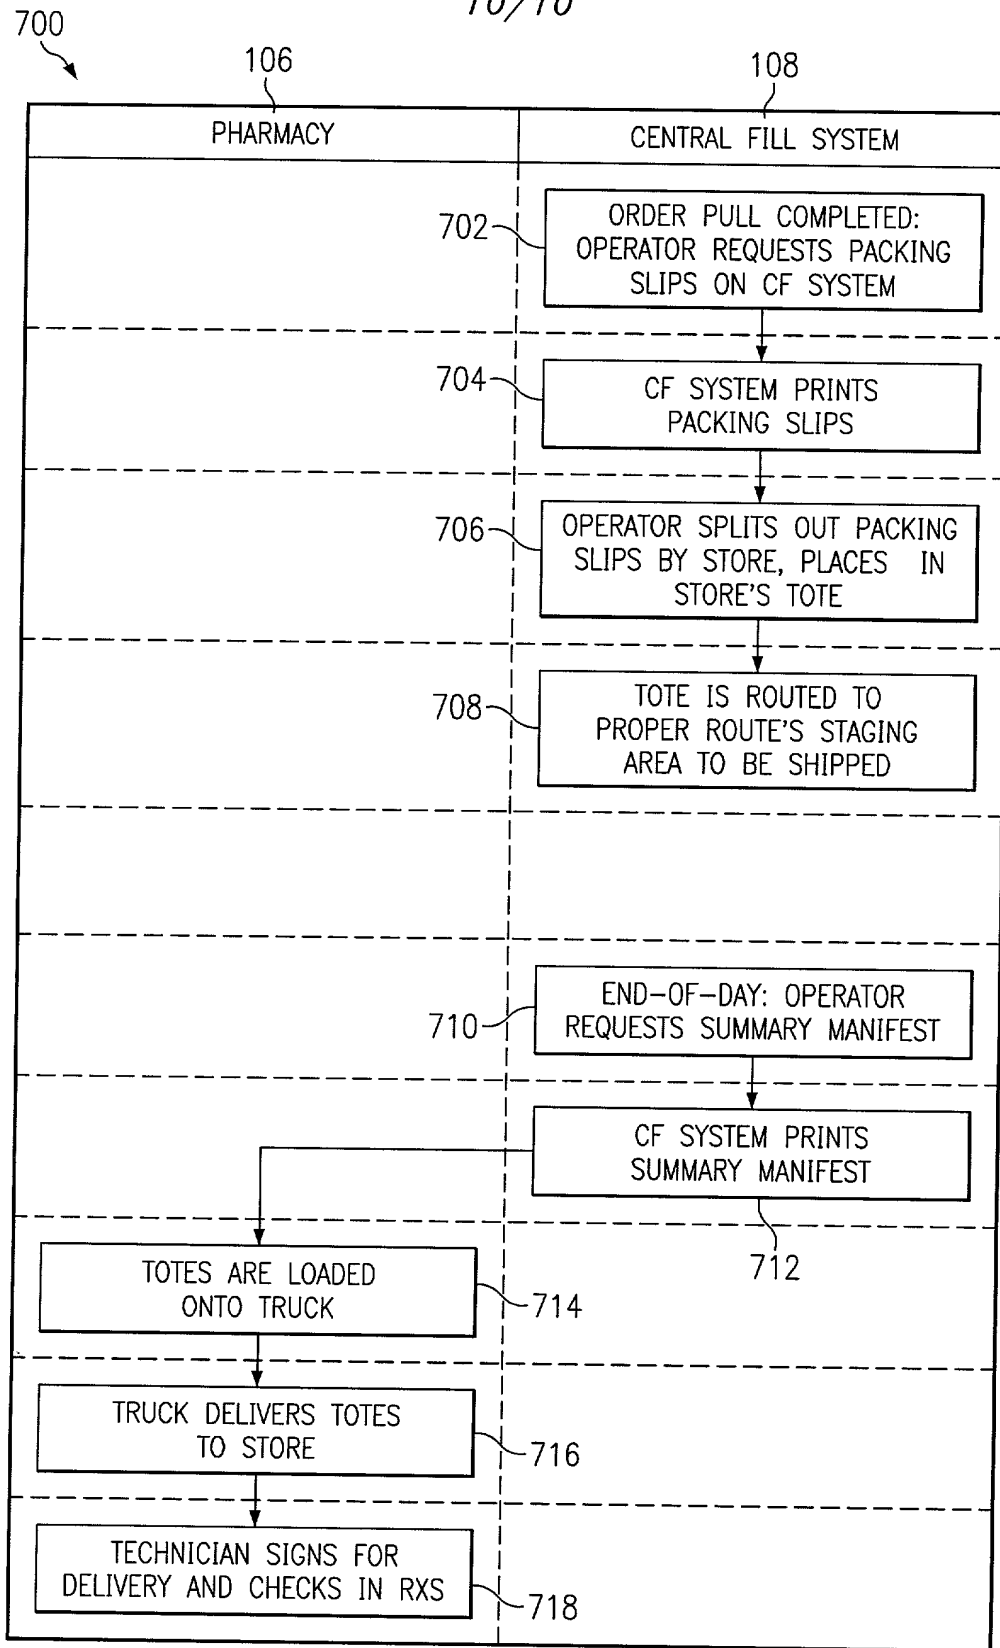 10/10
700
106
108
PHARMACY
CENTRAL FILL SYSTEM
702
ORDER PULL COMPLETED:
OPERATOR REQUESTS PACKING
SLIPS ON CF SYSTEM
704
CF SYSTEM PRINTS
PACKING SLIPS
706
OPERATOR SPLITS OUT PACKING
SLIPS BY STORE, PLACES IN
STORE'S TOTE
708
TOTE IS ROUTED TO
PROPER ROUTE'S STAGING
AREA TO BE SHIPPED
710
END-OF-DAY: OPERATOR
REQUESTS SUMMARY MANIFEST
CF SYSTEM PRINTS
SUMMARY MANIFEST
712
TOTES ARE LOADED
ONTO TRUCK
714
TRUCK DELIVERS TOTES
TO STORE
716
TECHNICIAN SIGNS FOR
DELIVERY AND CHECKS IN RXS
718